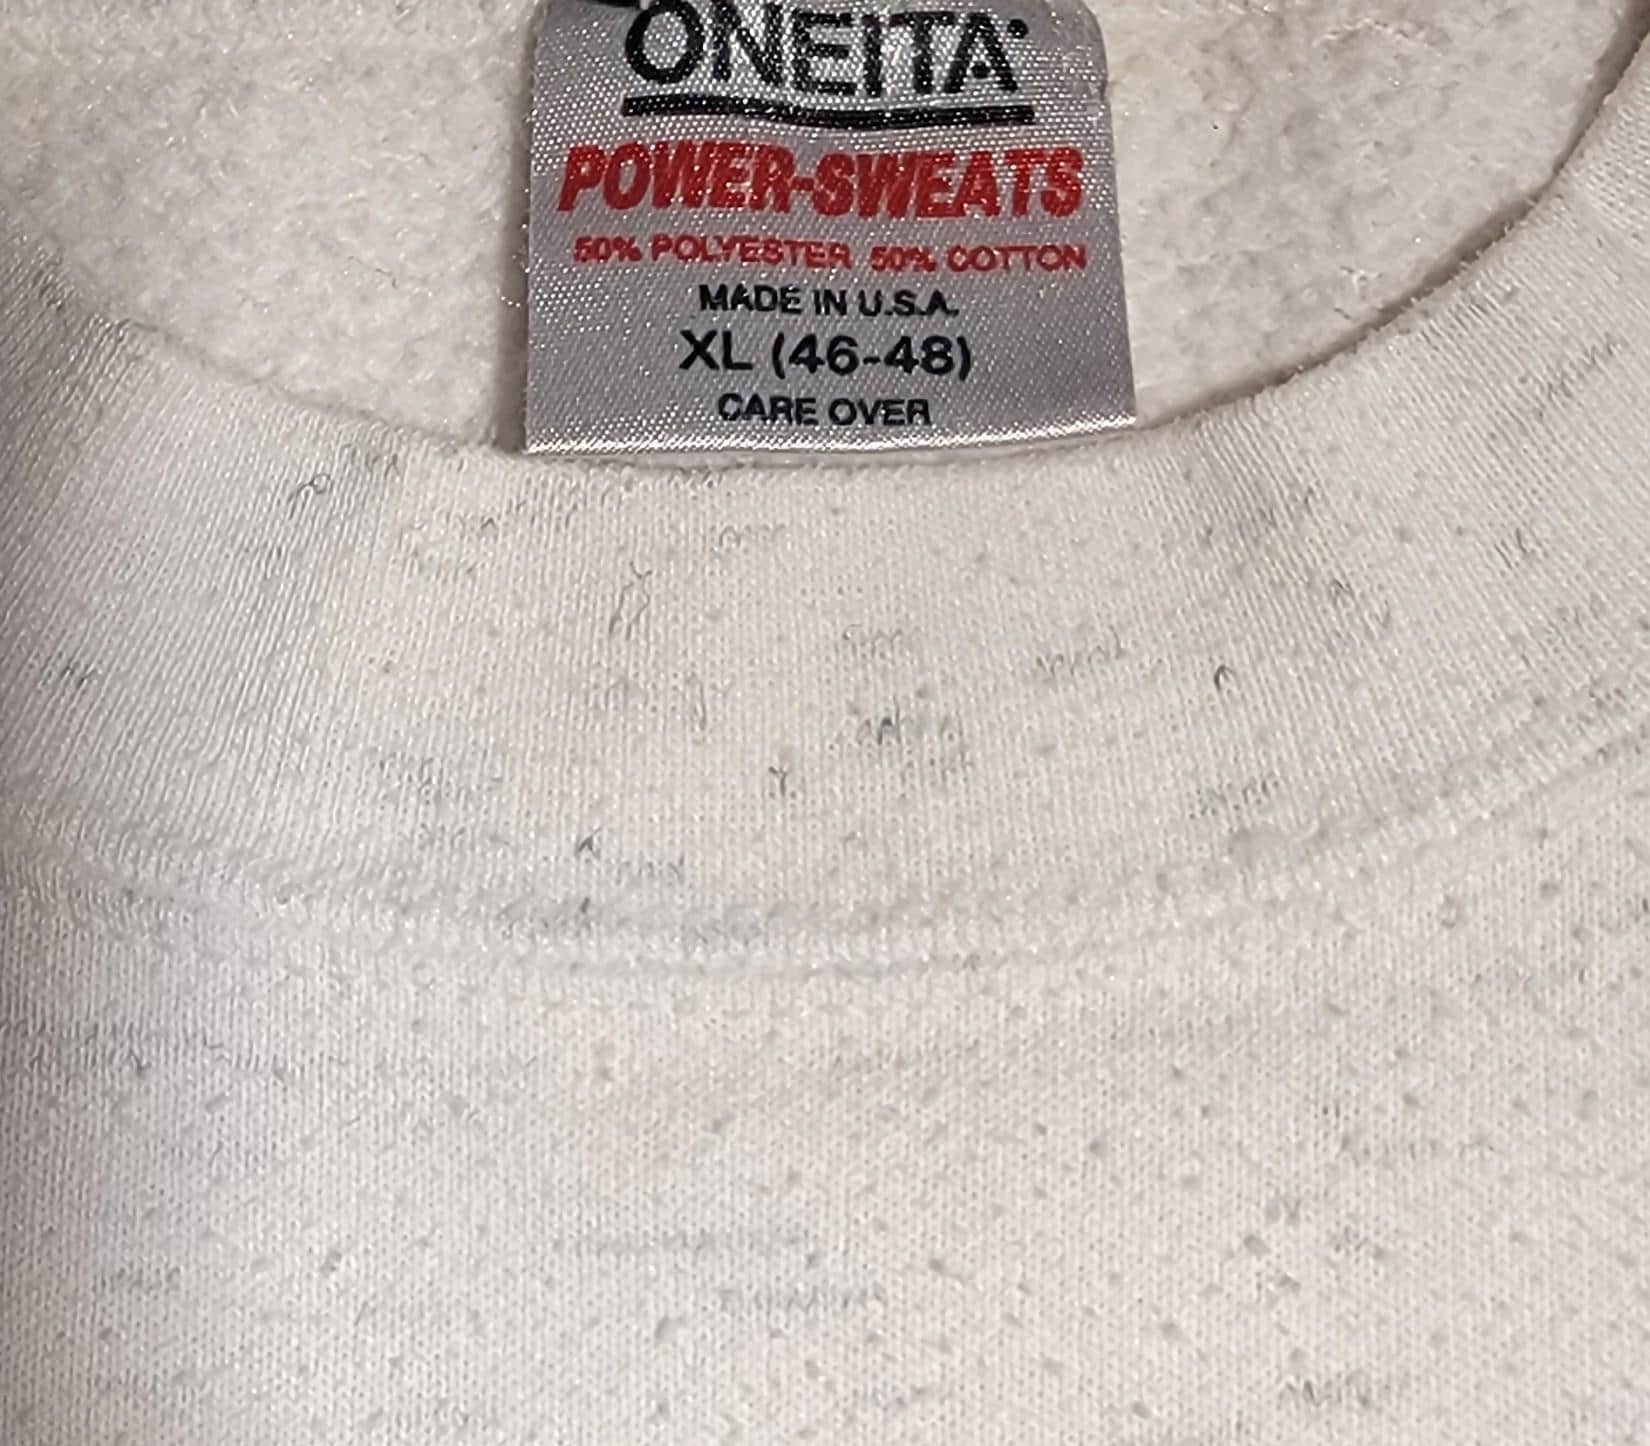 ONEITA
POWER-SWEATS
50% POLYESTER 50% COTTON
MADE IN U.S.A.
XL (46-48)
CARE OVER